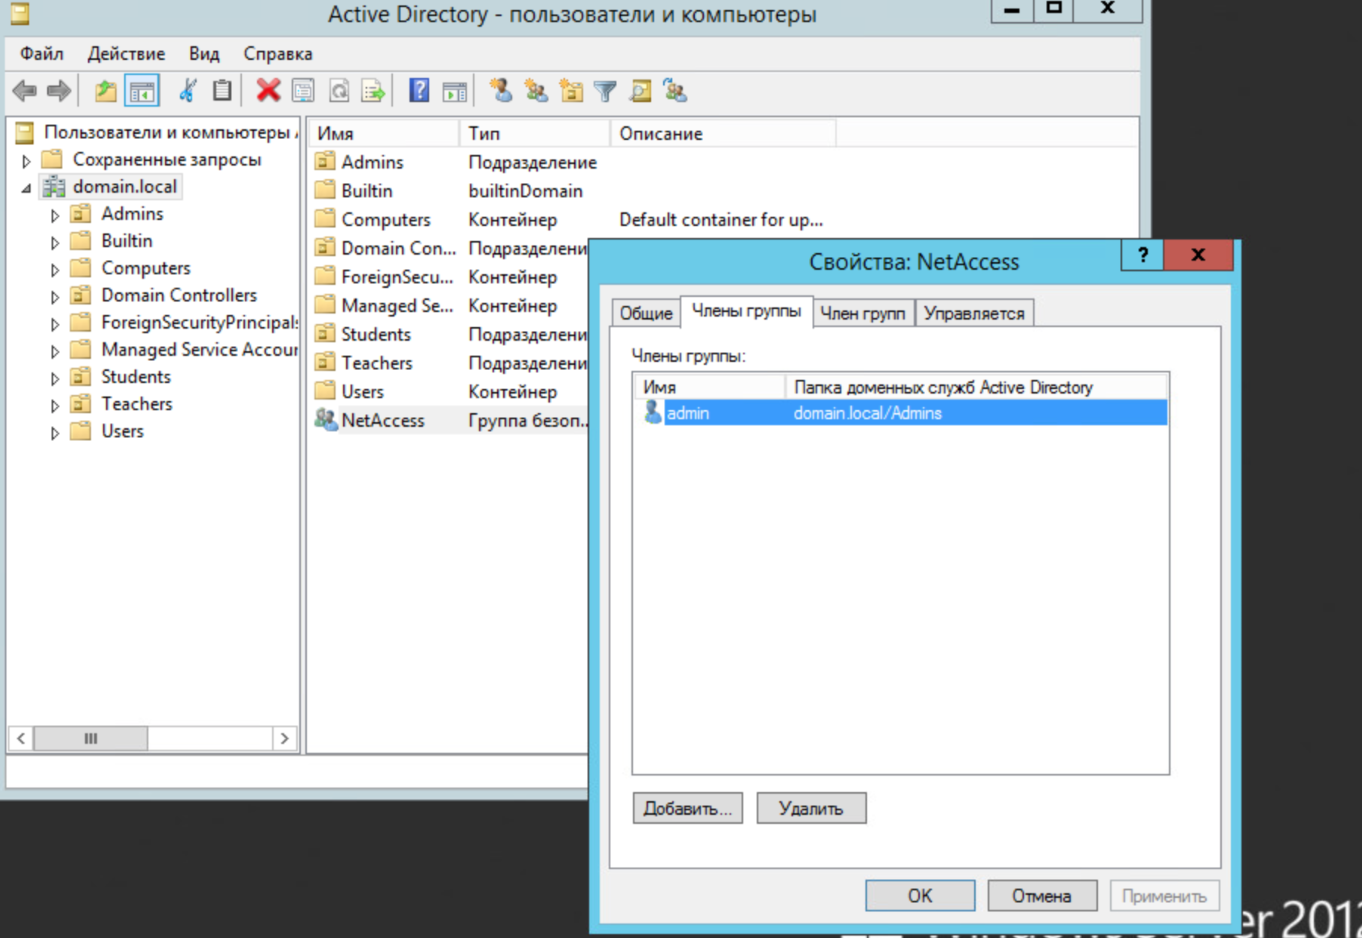 Active Directory - пользователи и компьютеры
Файл Действие Вид Справка
Пользователи и компьютеры
Сохраненные запросы
domain.local
Admins
Builtin
Computers
Domain Controllers
ForeignSecurityPrincipals
Managed Service Accour
Students
Teachers
Users
Имя Тип Описание
Admins Подразделение
Builtin builtinDomain
Computers Контейнер Default container for up...
Domain Con... Подразделени
ForeignSecu... Контейнер
Managed Se... Контейнер
Students Подразделени
Teachers Подразделени
Users Контейнер
NetAccess Группа безоп...
Свойства: NetAccess
Общие Члены группы Член групп Управляется
Члены группы:
Имя Папка доменных служб Active Directory
admin domain.local/Admins
Добавить... Удалить
OK Отмена Применить
er 2012